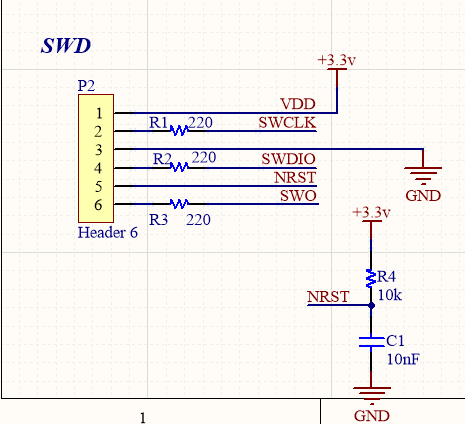 SWD
+3.3v
P2
1 VDD
2 R1 220 SWCLK
3
4 R2 220 SWDIO
5 NRST
6 SWO
R3 220
Header 6
GND
+3.3v
R4
10k
NRST
C1
10nF
GND
1